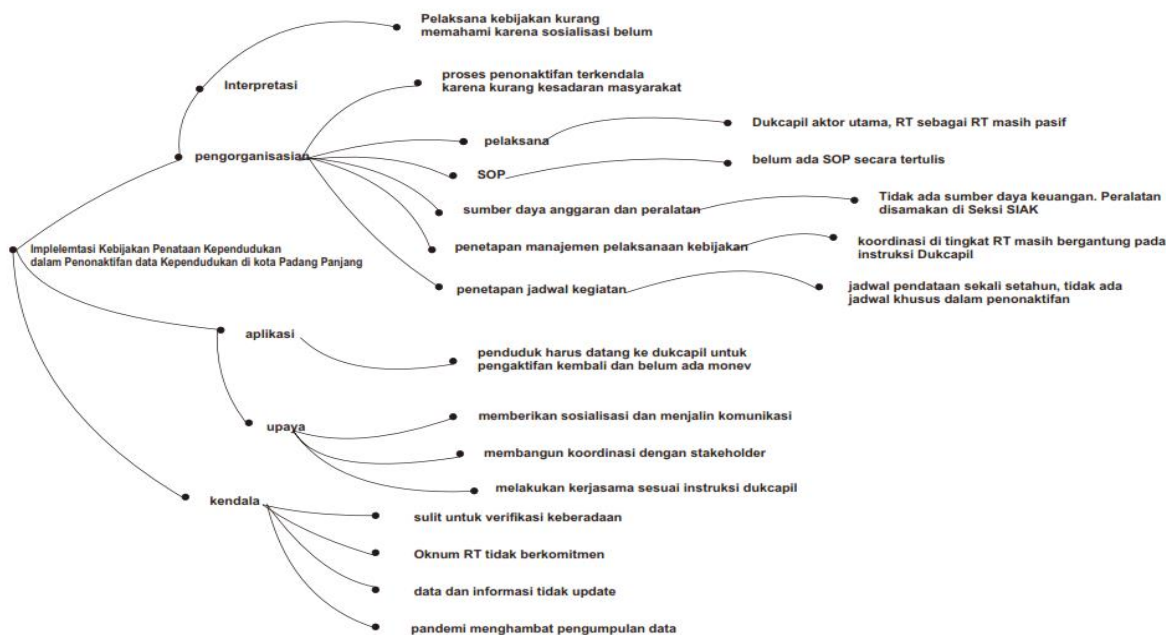 Pelaksana kebijakan kurang
memahami karena sosialisasi belum
Interpretasi
proses penonaktifan terkendala
karena kurang kesadaran masyarakat
pengorganisasian
pelaksana
Dukcapil aktor utama, RT sebagai RT masih pasif
SOP
belum ada SOP secara tertulis
sumber daya anggaran dan peralatan
Tidak ada sumber daya keuangan. Peralatan
disamakan di Seksi SIAK
penetapan manajemen pelaksanaan kebijakan
koordinasi di tingkat RT masih bergantung pada
instruksi Dukcapil
Implelemtasi Kebijakan Penataan Kependudukan
dalam Penonaktifan data Kependudukan di kota Padang Panjang
penetapan jadwal kegiatan
jadwal pendataan sekali setahun, tidak ada
jadwal khusus dalam penonaktifan
aplikasi
penduduk harus datang ke dukcapil untuk
pengaktifan kembali dan belum ada monev
upaya
memberikan sosialisasi dan menjalin komunikasi
membangun koordinasi dengan stakeholder
melakukan kerjasama sesuai instruksi dukcapil
kendala
sulit untuk verifikasi keberadaan
Oknum RT tidak berkomitmen
data dan informasi tidak update
pandemi menghambat pengumpulan data